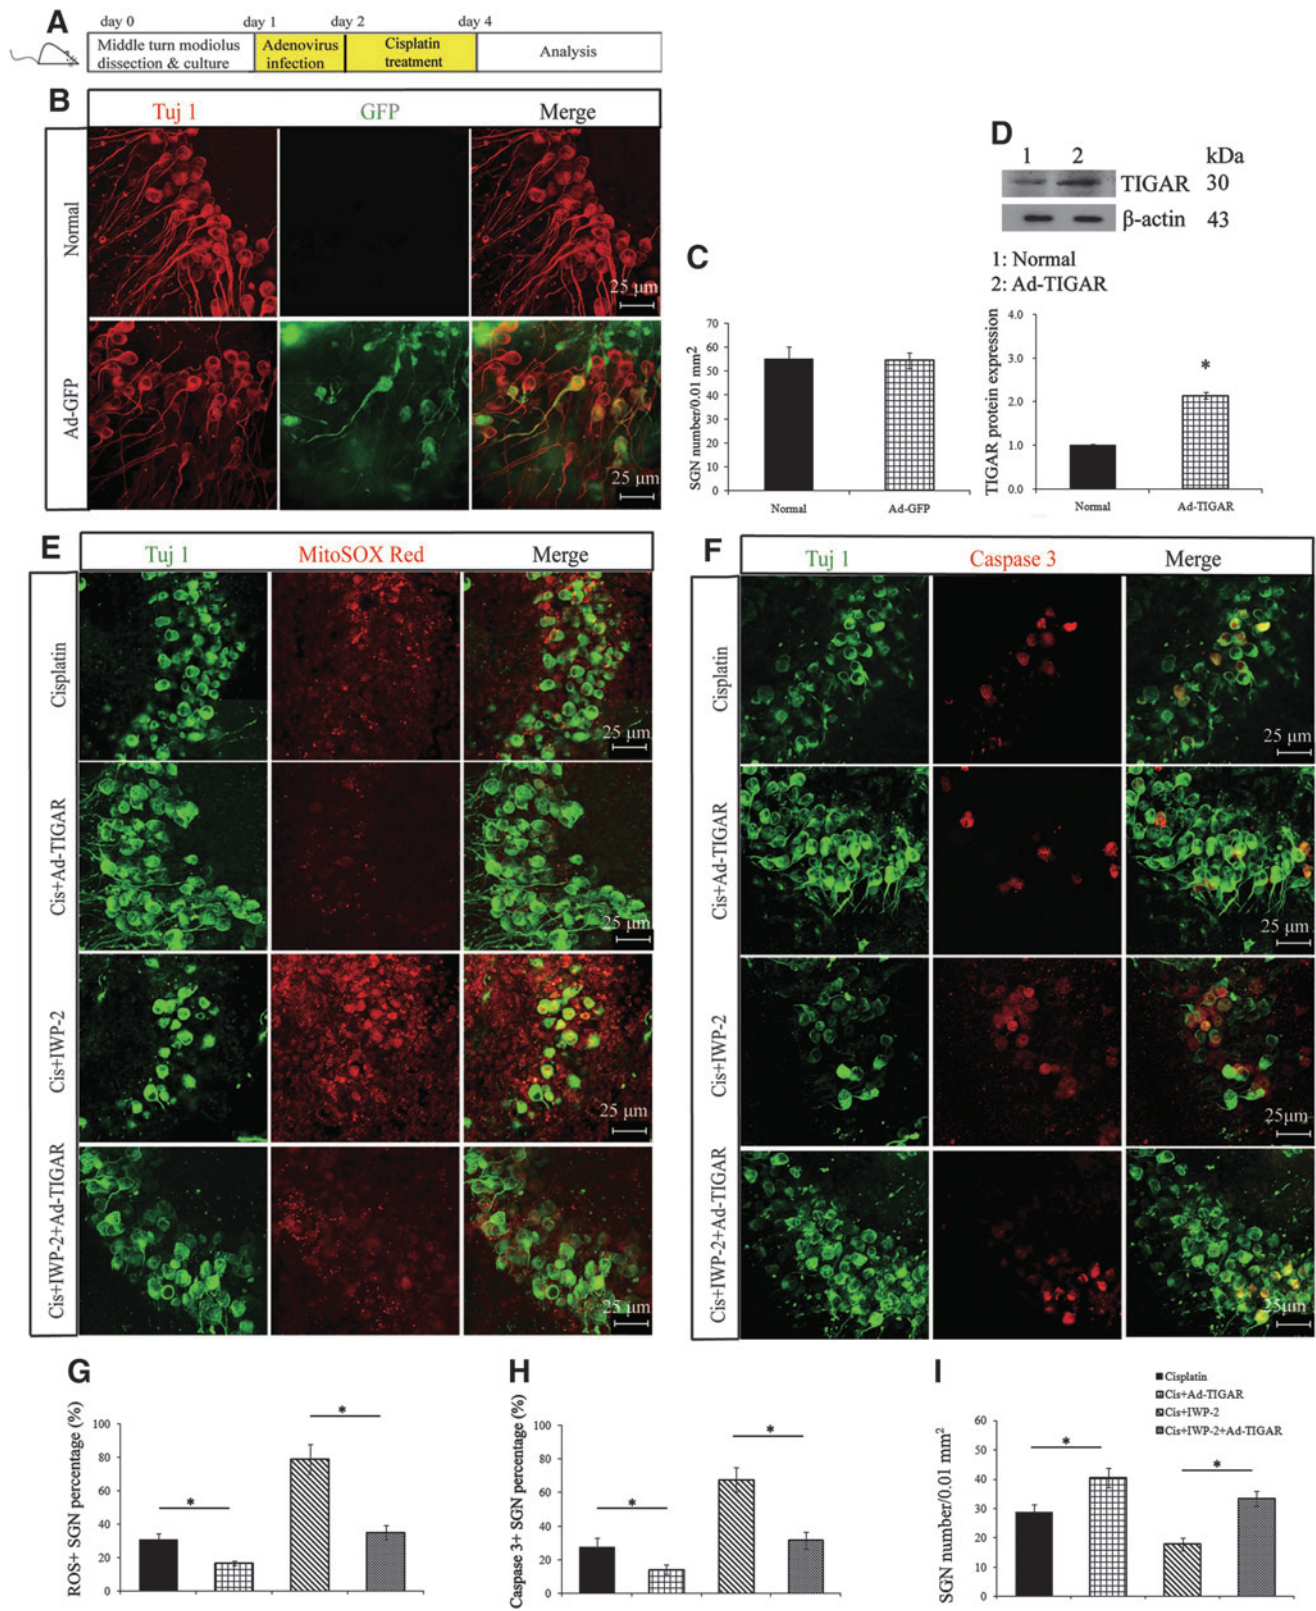 A
day 0
day 1
day 2
day 4
Middle turn modiolus
dissection & culture
Adenovirus
infection
Cisplatin
treatment
Analysis
B
Tuj 1
GFP
Merge
Normal
25 μm
25 μm
Ad-GFP
25 μm
25 μm
C
SGN number/0.01 mm²
70
60
50
40
30
20
10
0
Normal
Ad-GFP
D
1
2
kDa
TIGAR
30
β-actin
43
1: Normal
2: Ad-TIGAR
TIGAR protein expression
4.0
3.0
2.0
1.0
0.0
*
Normal
Ad-TIGAR
E
Tuj 1
MitoSOX Red
Merge
Cisplatin
25 μm
Cis+Ad-TIGAR
25 μm
Cis+IWP-2
25 μm
Cis+IWP-2+Ad-TIGAR
25 μm
F
Tuj 1
Caspase 3
Merge
Cisplatin
25 μm
Cis+Ad-TIGAR
25 μm
Cis+IWP-2
25μm
Cis+IWP-2+Ad-TIGAR
25μm
G
ROS+ SGN percentage (%)
100
80
60
40
20
0
*
*
H
Caspase 3+ SGN percentage (%)
100
80
60
40
20
0
*
*
I
Cisplatin
Cis+Ad-TIGAR
Cis+IWP-2
Cis+IWP-2+Ad-TIGAR
SGN number/0.01 mm²
60
50
40
30
20
10
0
*
*